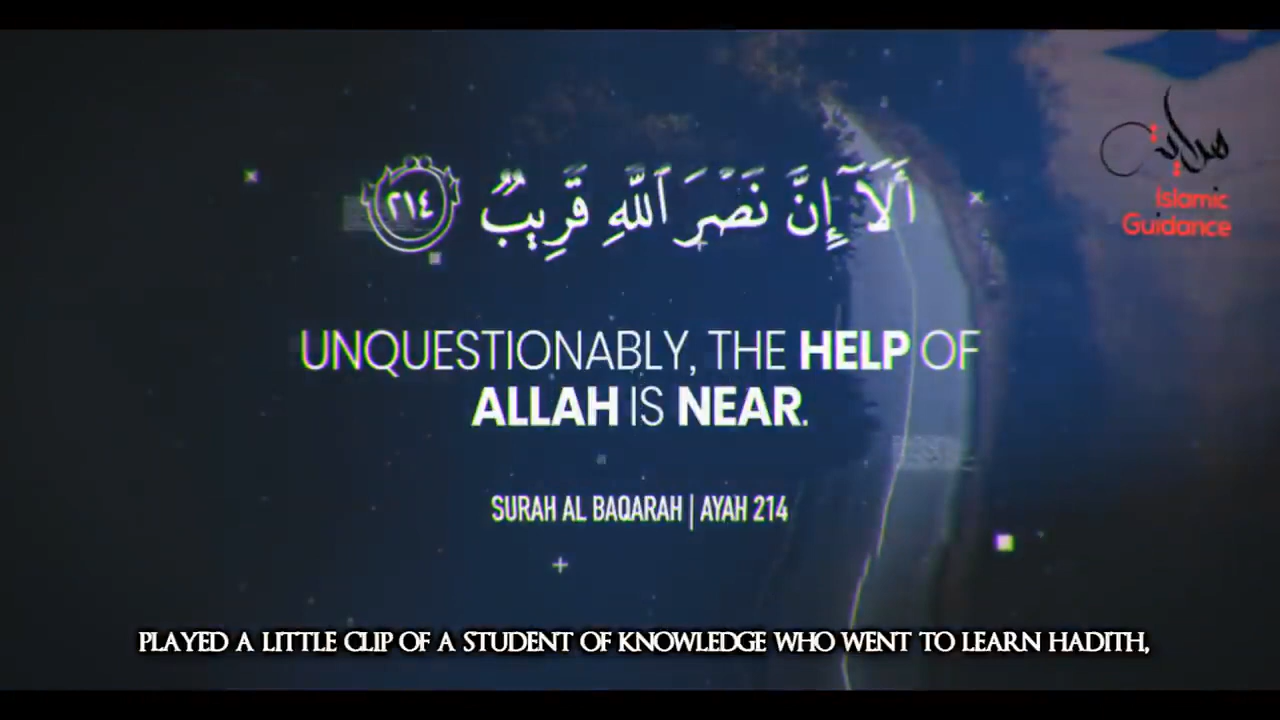 أَلَآ إِنَّ نَصْرَ ٱللَّهِ قَرِيبٌ ٢١٤
هداية
Islamic
Guidance
UNQUESTIONABLY, THE HELP OF
ALLAH IS NEAR.
SURAH AL BAQARAH | AYAH 214
PLAYED A LITTLE CLIP OF A STUDENT OF KNOWLEDGE WHO WENT TO LEARN HADITH,